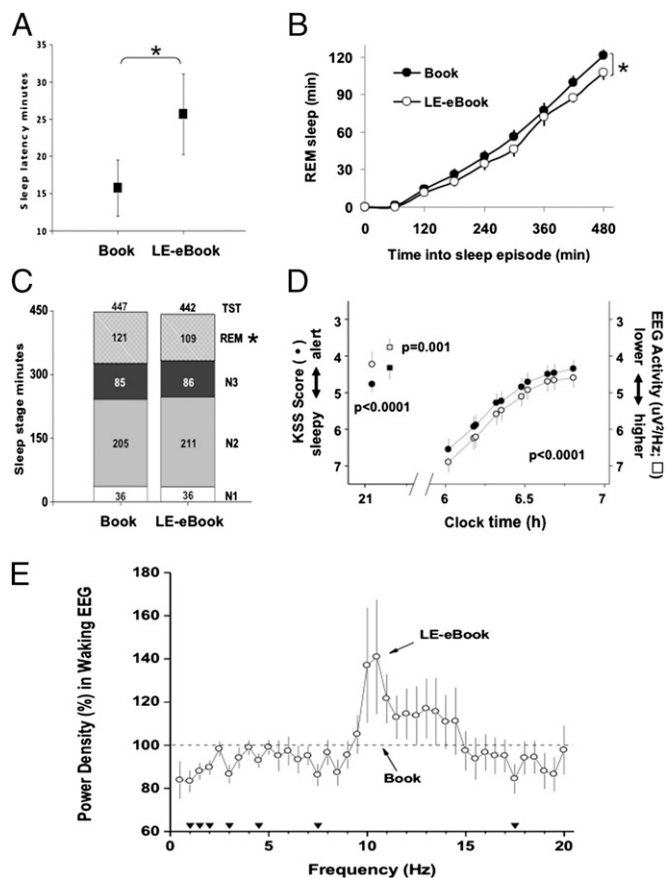 A
35
30
25
20
15
10
Sleep latency minutes
*
Book
LE-eBook
B
120
90
60
30
0
REM sleep (min)
Book
LE-eBook
*
0
120
240
360
480
Time into sleep episode (min)
C
450
300
150
0
Sleep stage minutes
447
442
TST
121
109
REM *
85
86
N3
205
211
N2
36
36
N1
Book
LE-eBook
D
3
4
5
6
7
KSS Score ( • )
sleepy ↔ alert
p=0.001
p<0.0001
p<0.0001
3
4
5
6
7
lower ↔ higher
EEG Activity (uV²/Hz; □)
21
6
6.5
7
Clock time (h)
E
180
160
140
120
100
80
60
Power Density (%) in Waking EEG
LE-eBook
Book
0
5
10
15
20
Frequency (Hz)